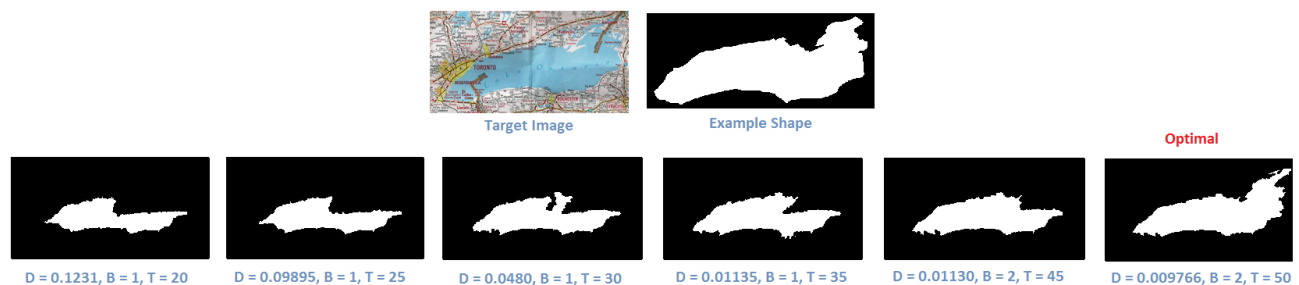 TORONTO
Target Image
Example Shape
Optimal
D = 0.1231, B = 1, T = 20
D = 0.09895, B = 1, T = 25
D = 0.0480, B = 1, T = 30
D = 0.01135, B = 1, T = 35
D = 0.01130, B = 2, T = 45
D = 0.009766, B = 2, T = 50